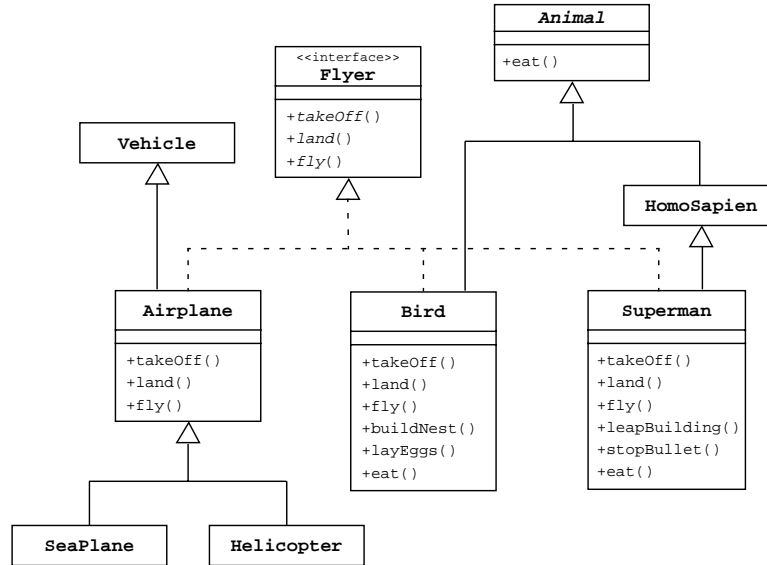 Animal
+eat()
<<interface>>
Flyer
+takeOff()
+land()
+fly()
Vehicle
HomoSapien
Airplane
+takeOff()
+land()
+fly()
Bird
+takeOff()
+land()
+fly()
+buildNest()
+layEggs()
+eat()
Superman
+takeOff()
+land()
+fly()
+leapBuilding()
+stopBullet()
+eat()
SeaPlane
Helicopter